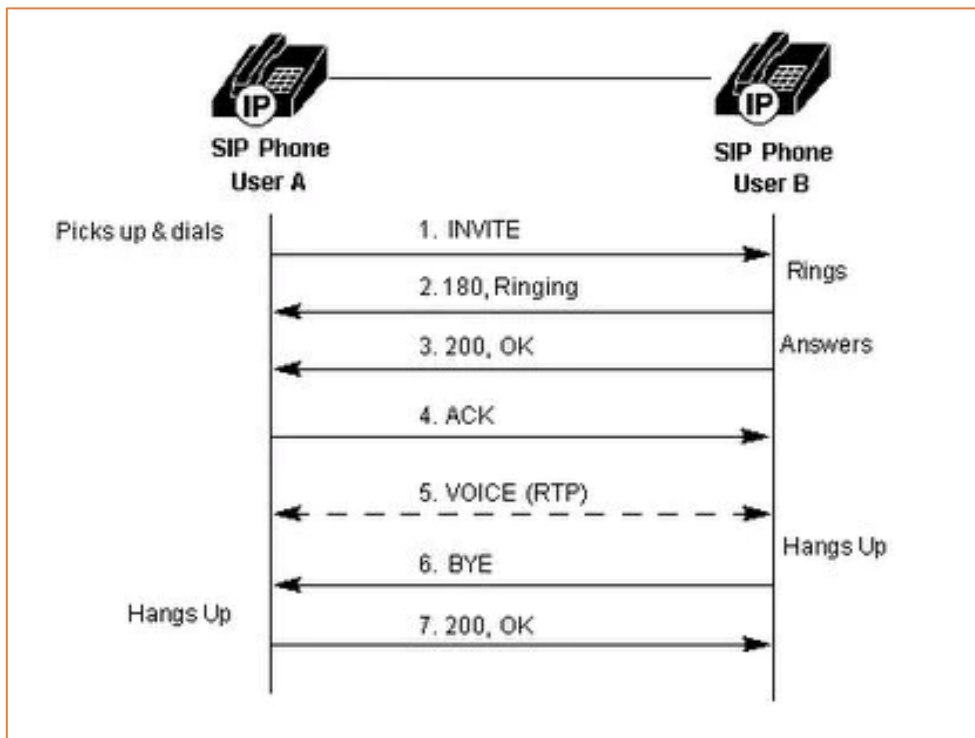 IP
IP
SIP Phone
User A
SIP Phone
User B
Picks up & dials
1. INVITE
Rings
2. 180, Ringing
3. 200, OK
Answers
4. ACK
5. VOICE (RTP)
Hangs Up
6. BYE
Hangs Up
7. 200, OK